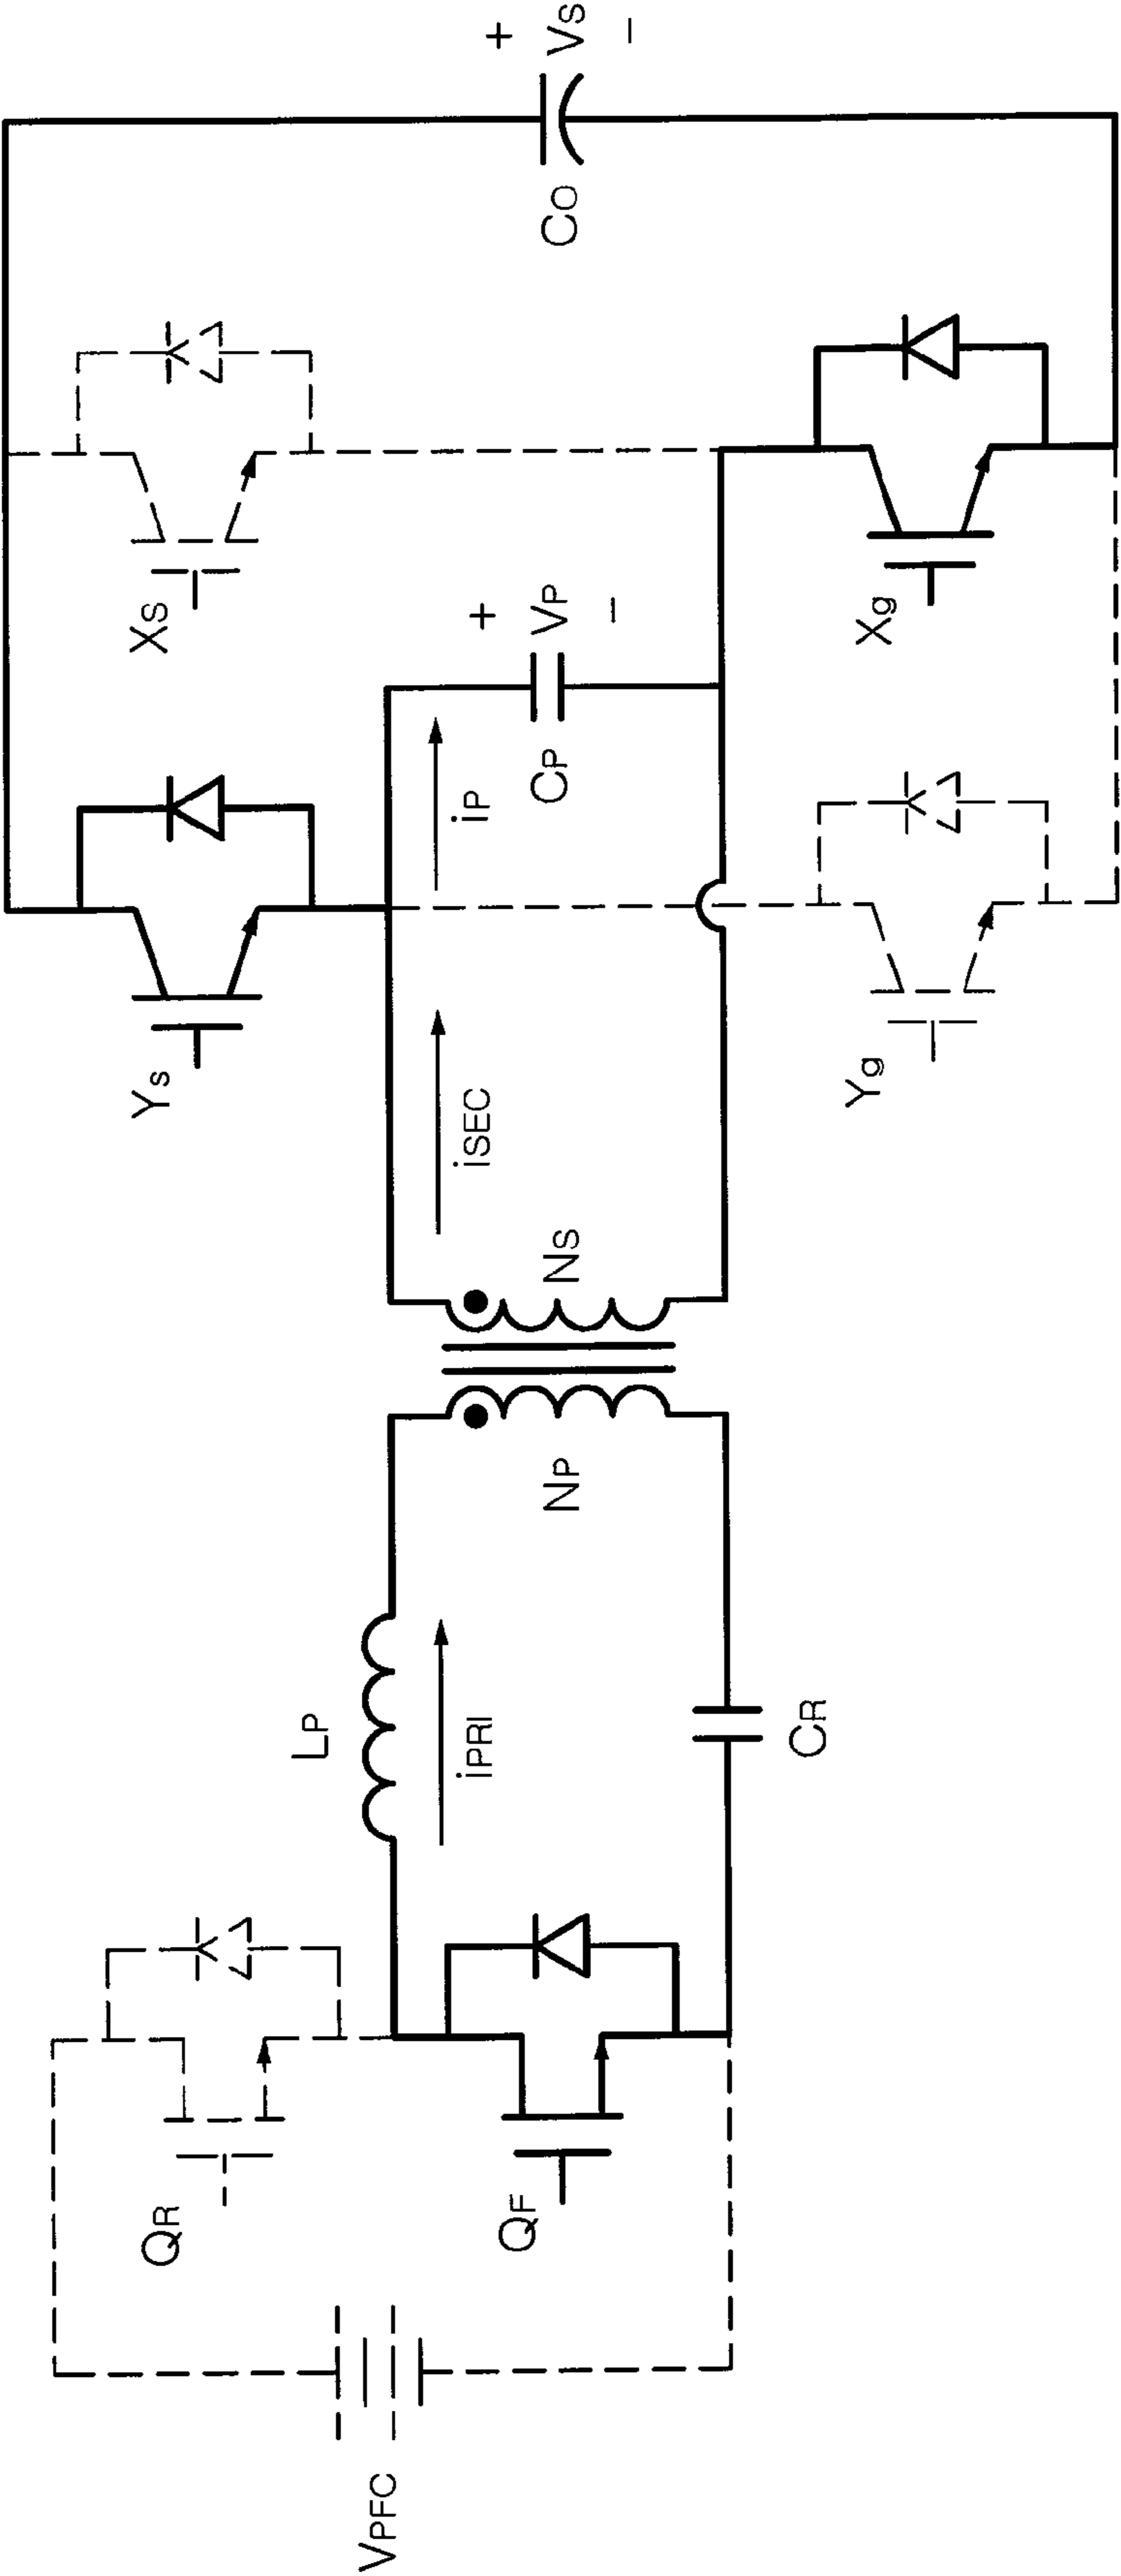 VPFC
QR
QF
LP
iPRI
CR
NP
NS
iSEC
iP
Ys
Yg
XS
Xg
CP
+
VP
−
CO
+
VS
−